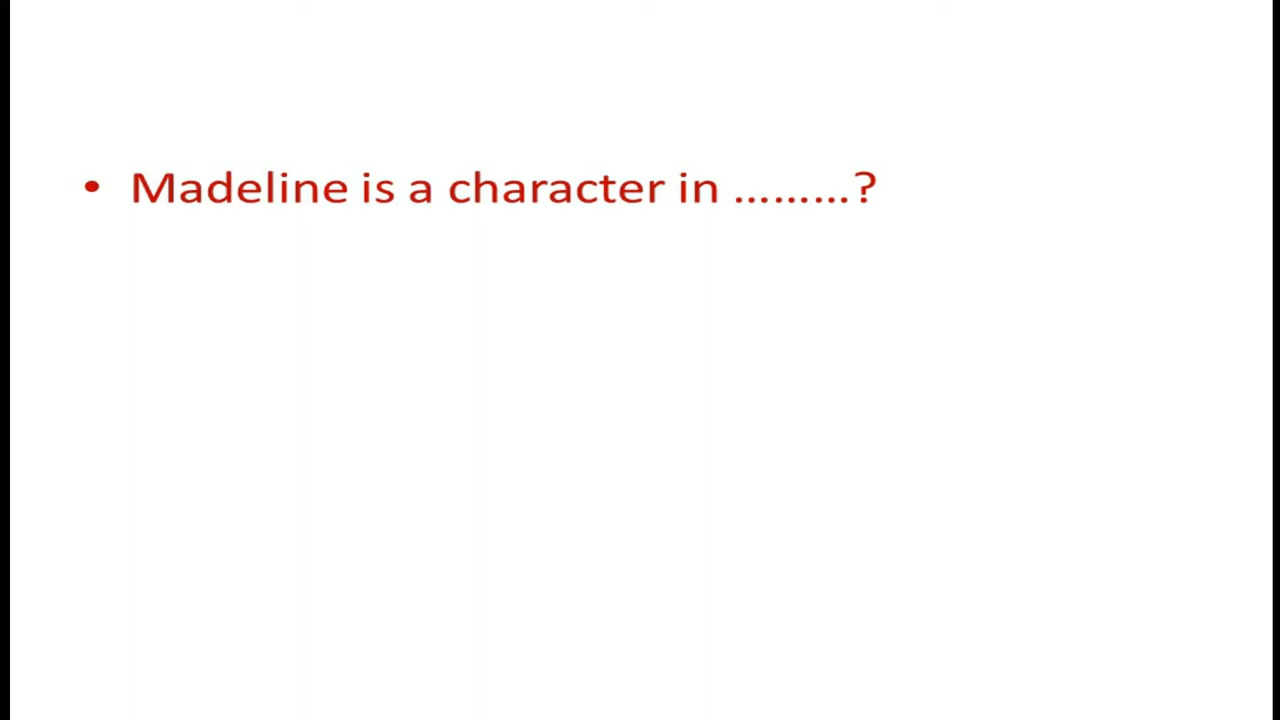 • Madeline is a character in ………?